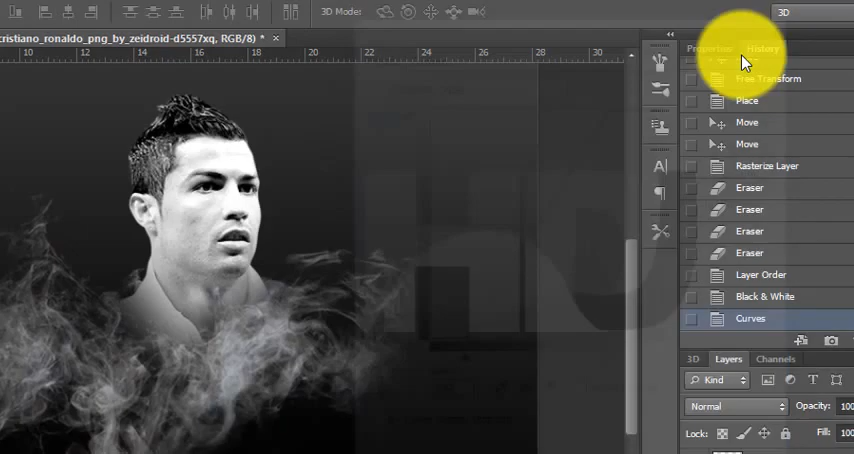 3D Mode:
3D
cristiano_ronaldo_png_by_zeidroid-d5557xq, RGB/8) * ×
Properties History
10 12 14 16 18 20 22 24 26 28 30
Free Transform
Place
Move
Move
Rasterize Layer
Eraser
Eraser
Eraser
Eraser
Layer Order
Black & White
Curves
3D Layers Channels
Kind
Normal Opacity: 100
Lock: Fill: 100